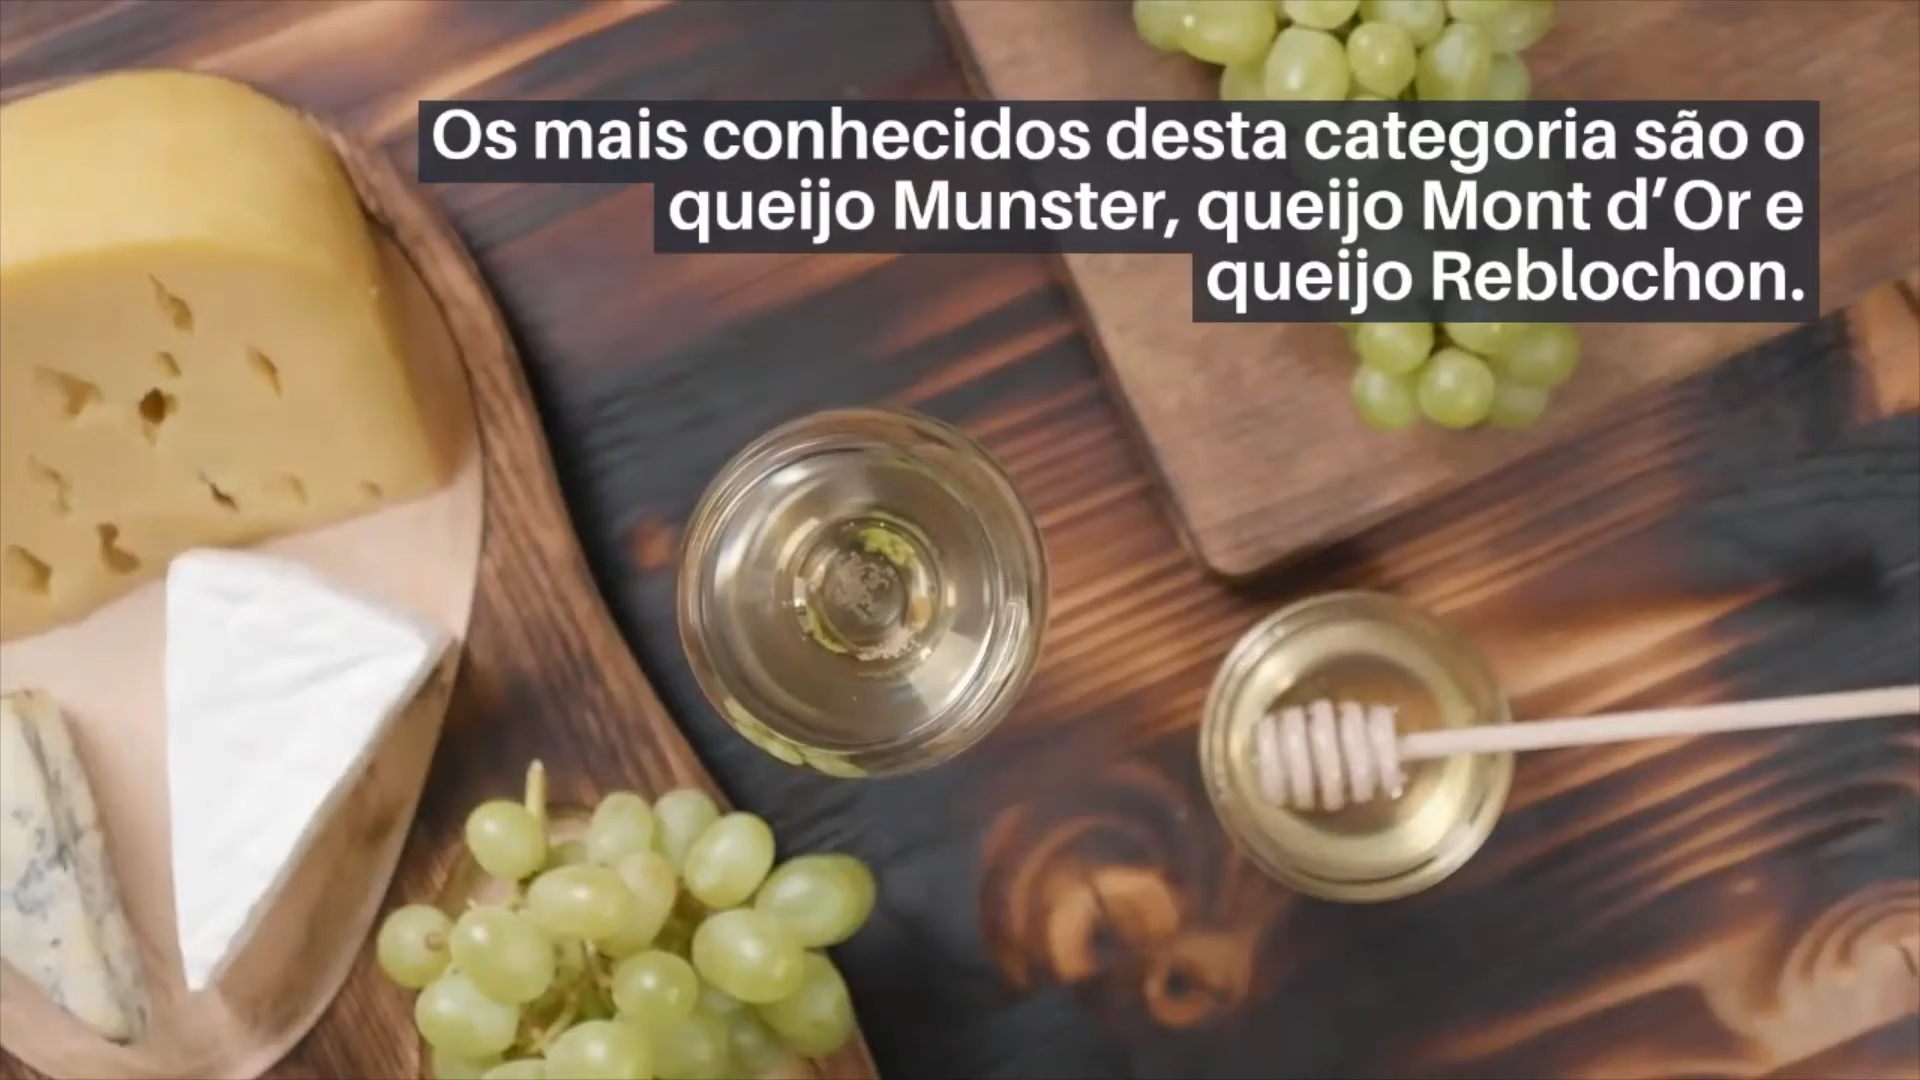 Os mais conhecidos desta categoria são o
queijo Munster, queijo Mont d’Or e
queijo Reblochon.